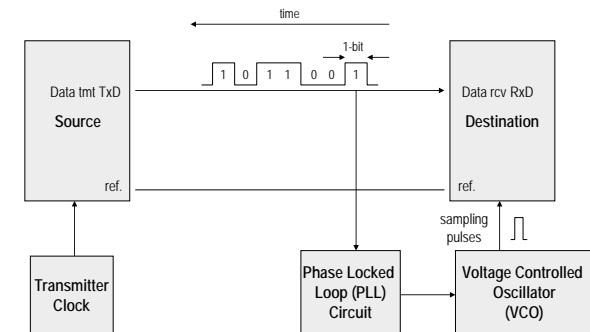 time
1-bit
1 0 1 1 0 0 1
Data tmt TxD
Source
ref.
Data rcv RxD
Destination
ref.
sampling
pulses
Transmitter
Clock
Phase Locked
Loop (PLL)
Circuit
Voltage Controlled
Oscillator
(VCO)